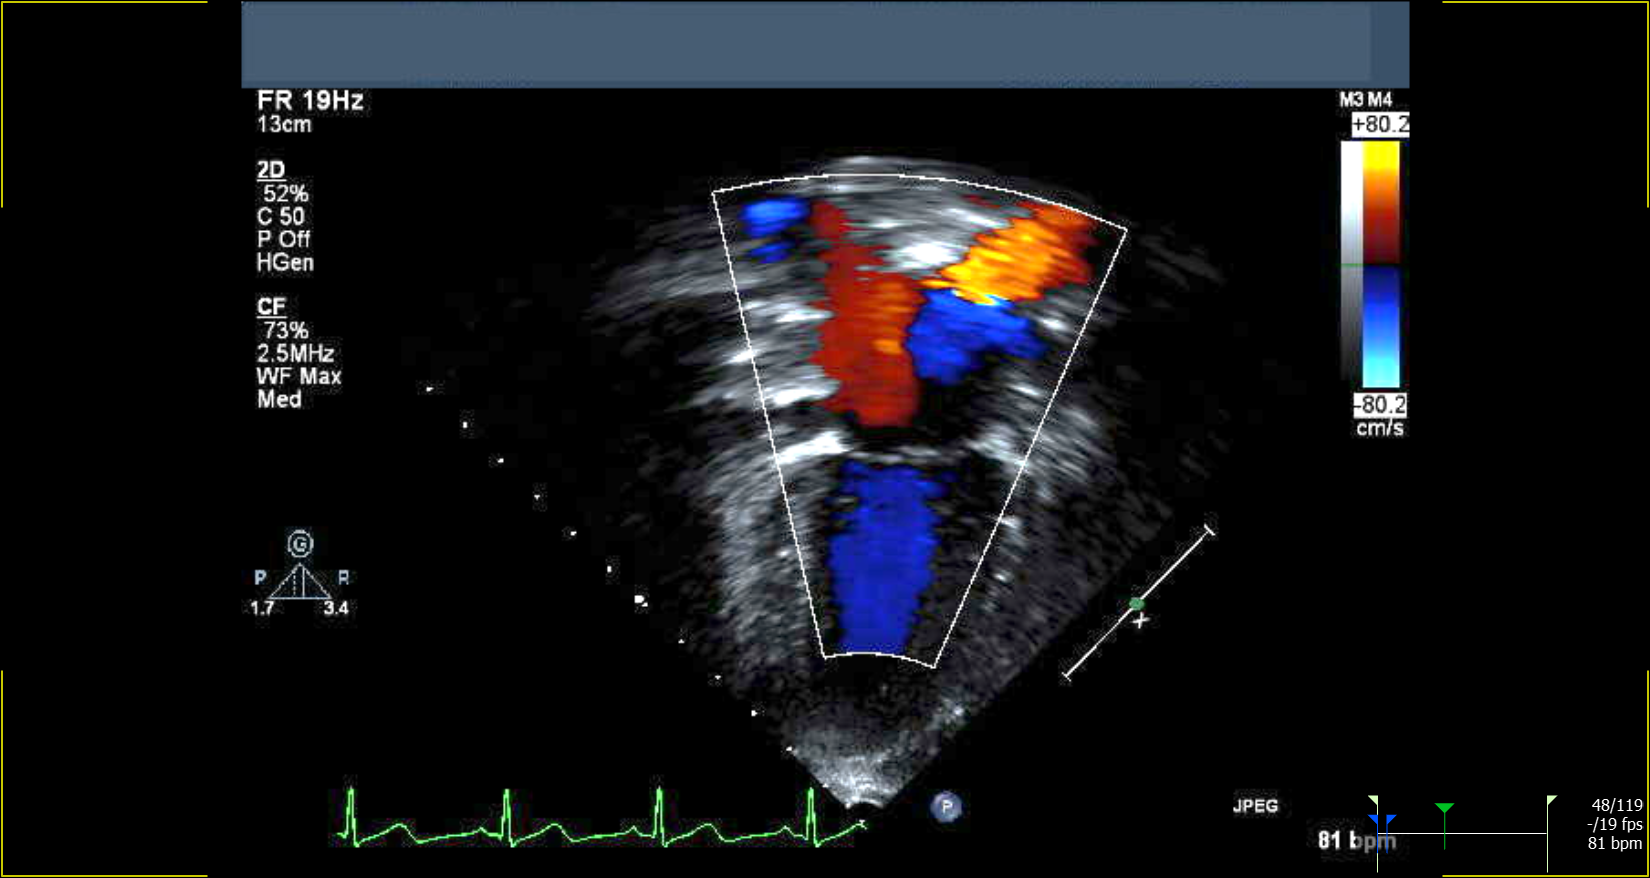 FR 19Hz
13cm
2D
52%
C 50
P Off
HGen
CF
73%
2.5MHz
WF Max
Med
M3 M4
+80.2
-80.2
cm/s
G
P R
1.7 3.4
P
JPEG
81 bpm
48/119
-/19 fps
81 bpm